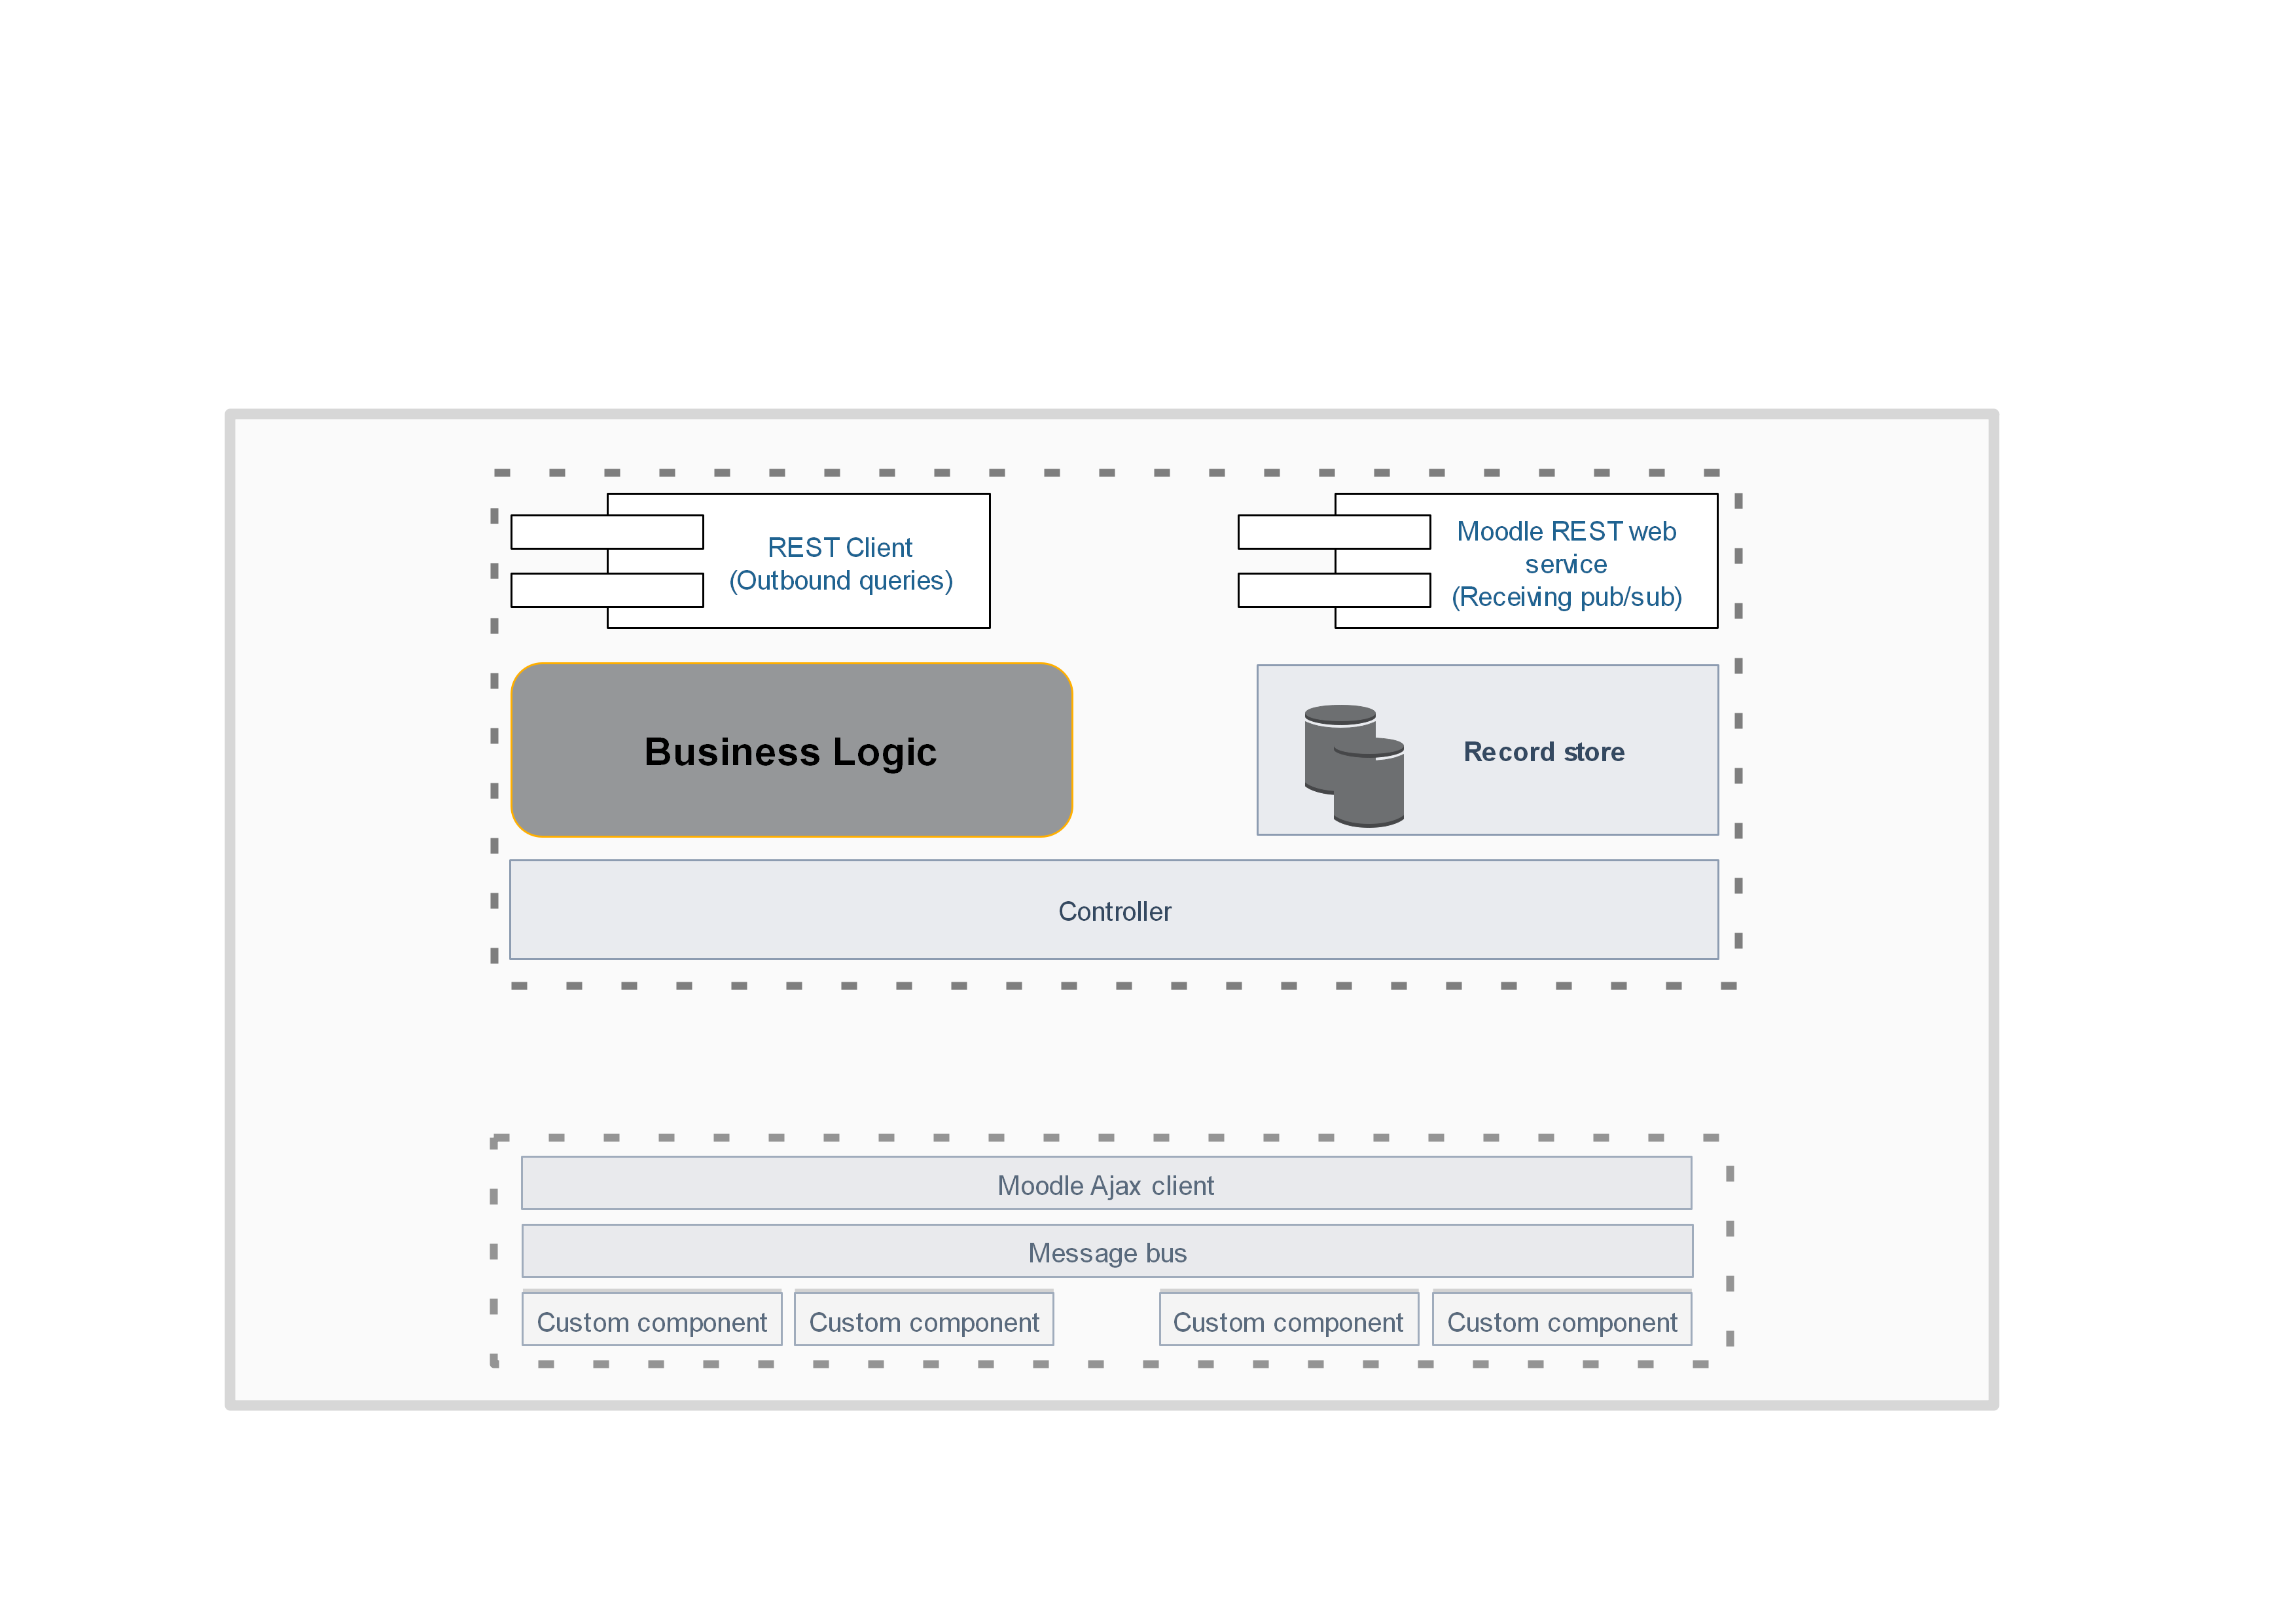 REST Client
(Outbound queries)
Moodle REST web
service
(Receiving pub/sub)
Business Logic
Record store
Controller
Moodle Ajax client
Message bus
Custom component
Custom component
Custom component
Custom component